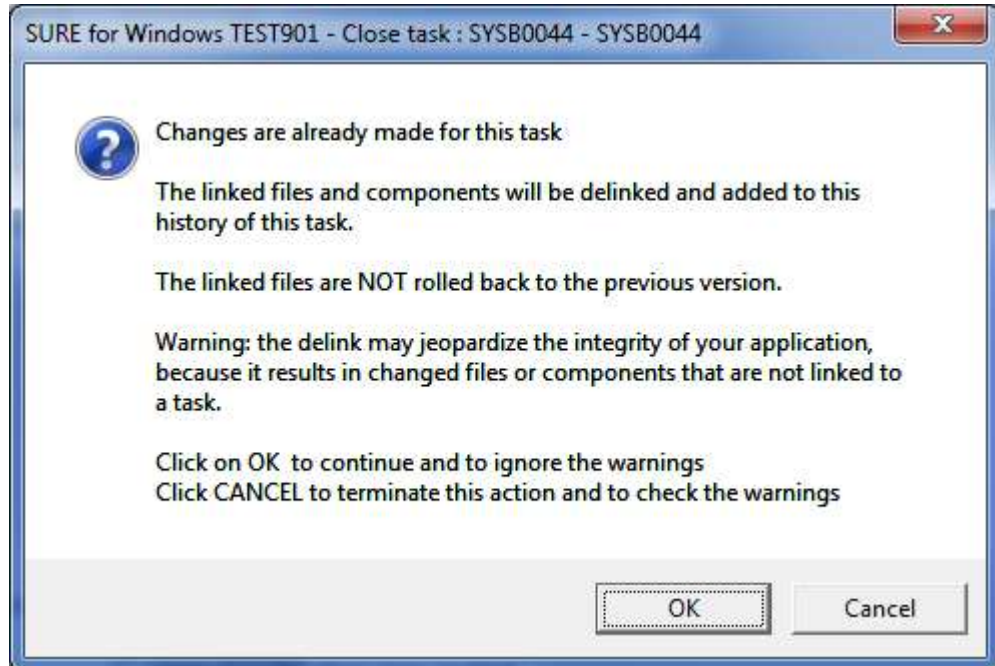 SURE for Windows TEST901 - Close task : SYSB0044 - SYSB0044
Changes are already made for this task
The linked files and components will be delinked and added to this
history of this task.
The linked files are NOT rolled back to the previous version.
Warning: the delink may jeopardize the integrity of your application,
because it results in changed files or components that are not linked to
a task.
Click on OK  to continue and to ignore the warnings
Click CANCEL to terminate this action and to check the warnings
OK
Cancel